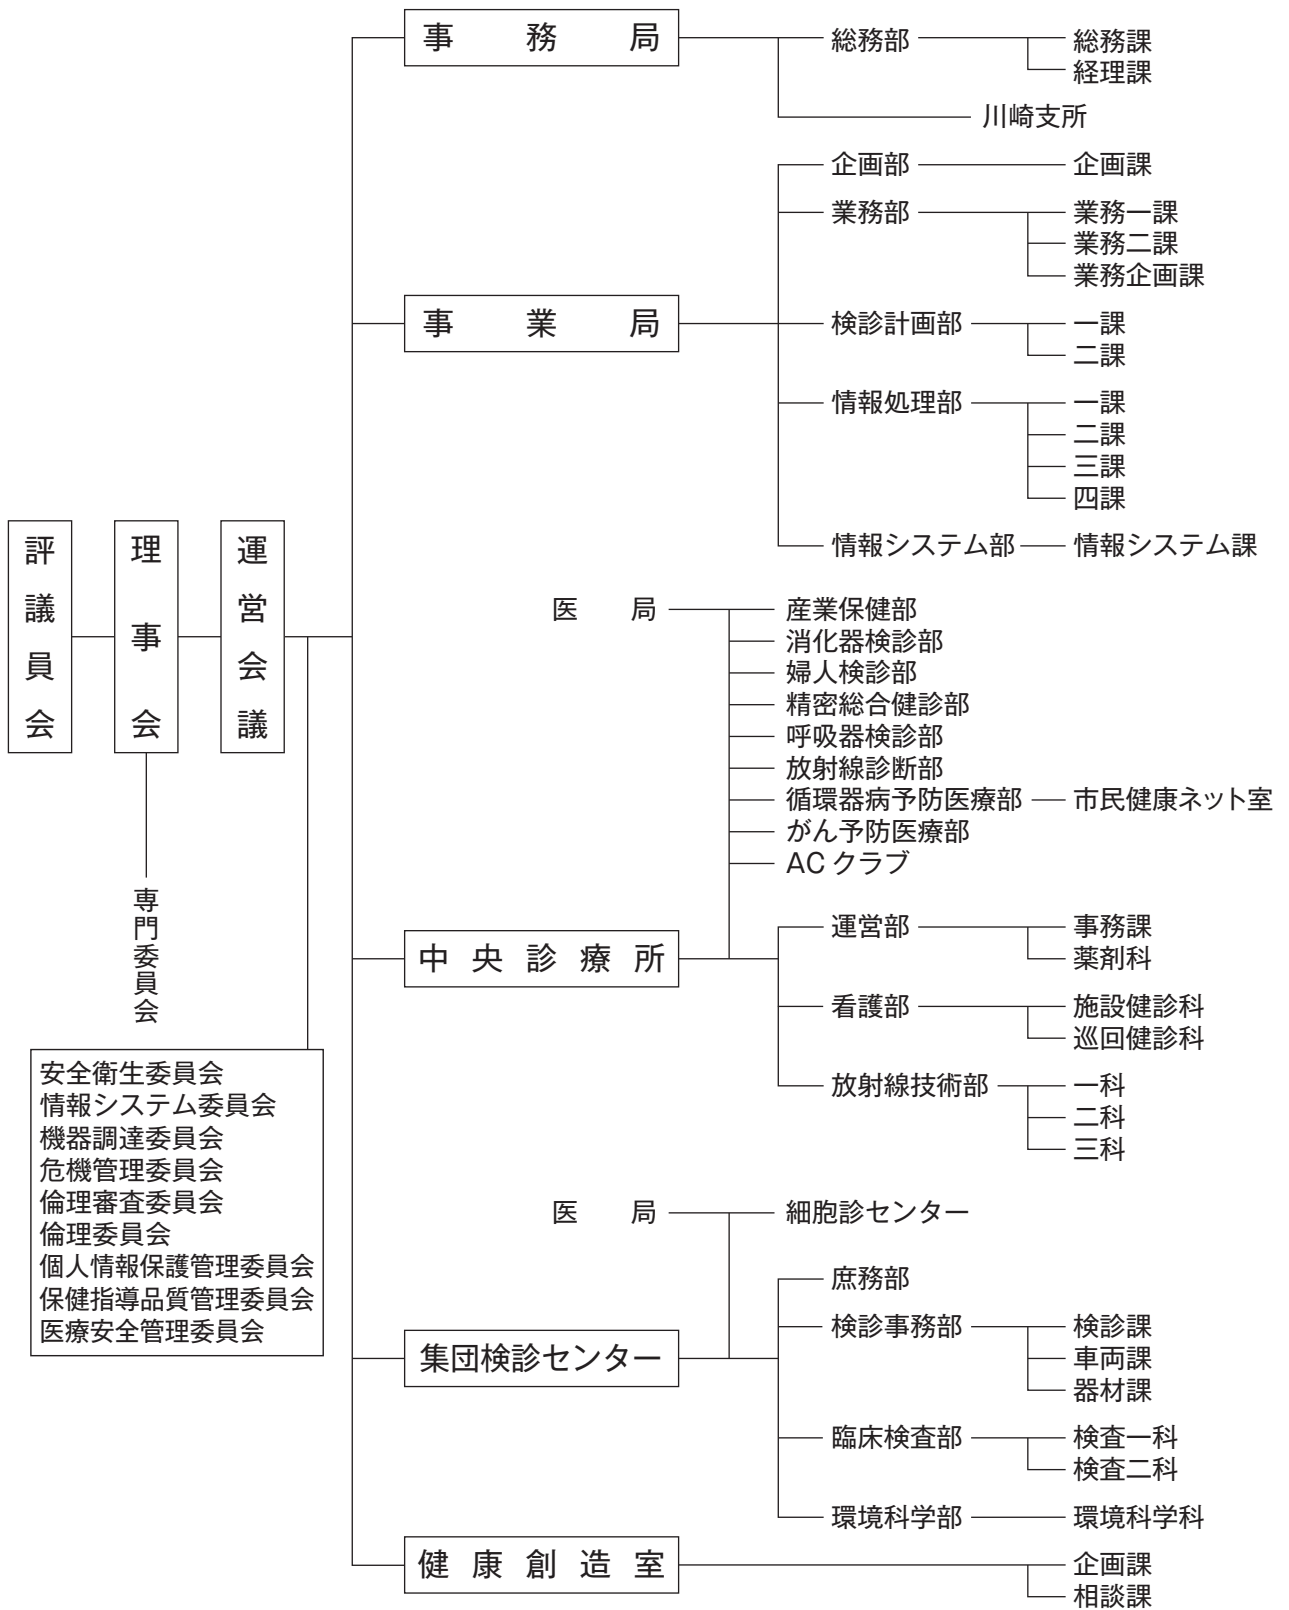 評議員会
理事会
運営会議
専門委員会
安全衛生委員会
情報システム委員会
機器調達委員会
危機管理委員会
倫理審査委員会
倫理委員会
個人情報保護管理委員会
保健指導品質管理委員会
医療安全管理委員会
事務局
総務部
総務課
経理課
川崎支所
事業局
企画部
企画課
業務部
業務一課
業務二課
業務企画課
検診計画部
一課
二課
情報処理部
一課
二課
三課
四課
情報システム部
情報システム課
医局
産業保健部
消化器検診部
婦人検診部
精密総合健診部
呼吸器検診部
放射線診断部
循環器病予防医療部
市民健康ネット室
がん予防医療部
AC クラブ
中央診療所
運営部
事務課
薬剤科
看護部
施設健診科
巡回健診科
放射線技術部
一科
二科
三科
医局
細胞診センター
集団検診センター
庶務部
検診事務部
検診課
車両課
器材課
臨床検査部
検査一科
検査二科
環境科学部
環境科学科
健康創造室
企画課
相談課